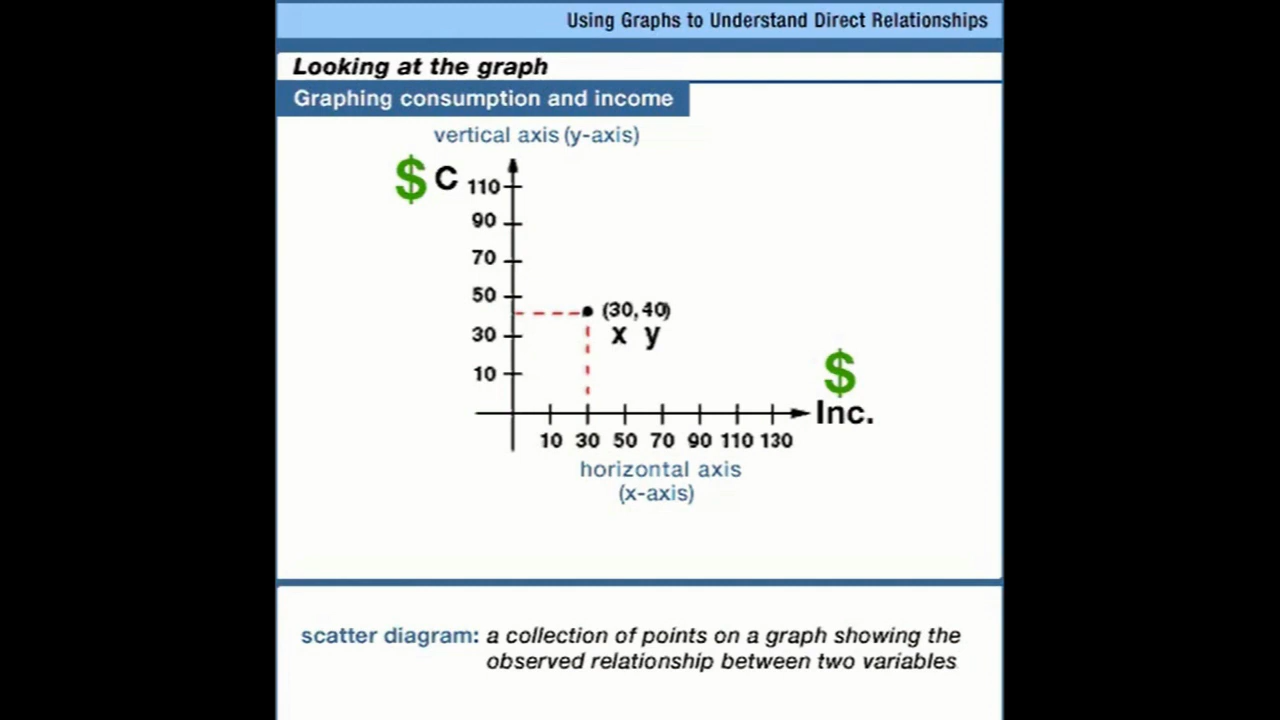 Using Graphs to Understand Direct Relationships
Looking at the graph
Graphing consumption and income
vertical axis (y-axis)
$ C
110
90
70
50
30
10
(30, 40)
x y
$
Inc.
10 30 50 70 90 110 130
horizontal axis
(x-axis)
scatter diagram: a collection of points on a graph showing the
observed relationship between two variables